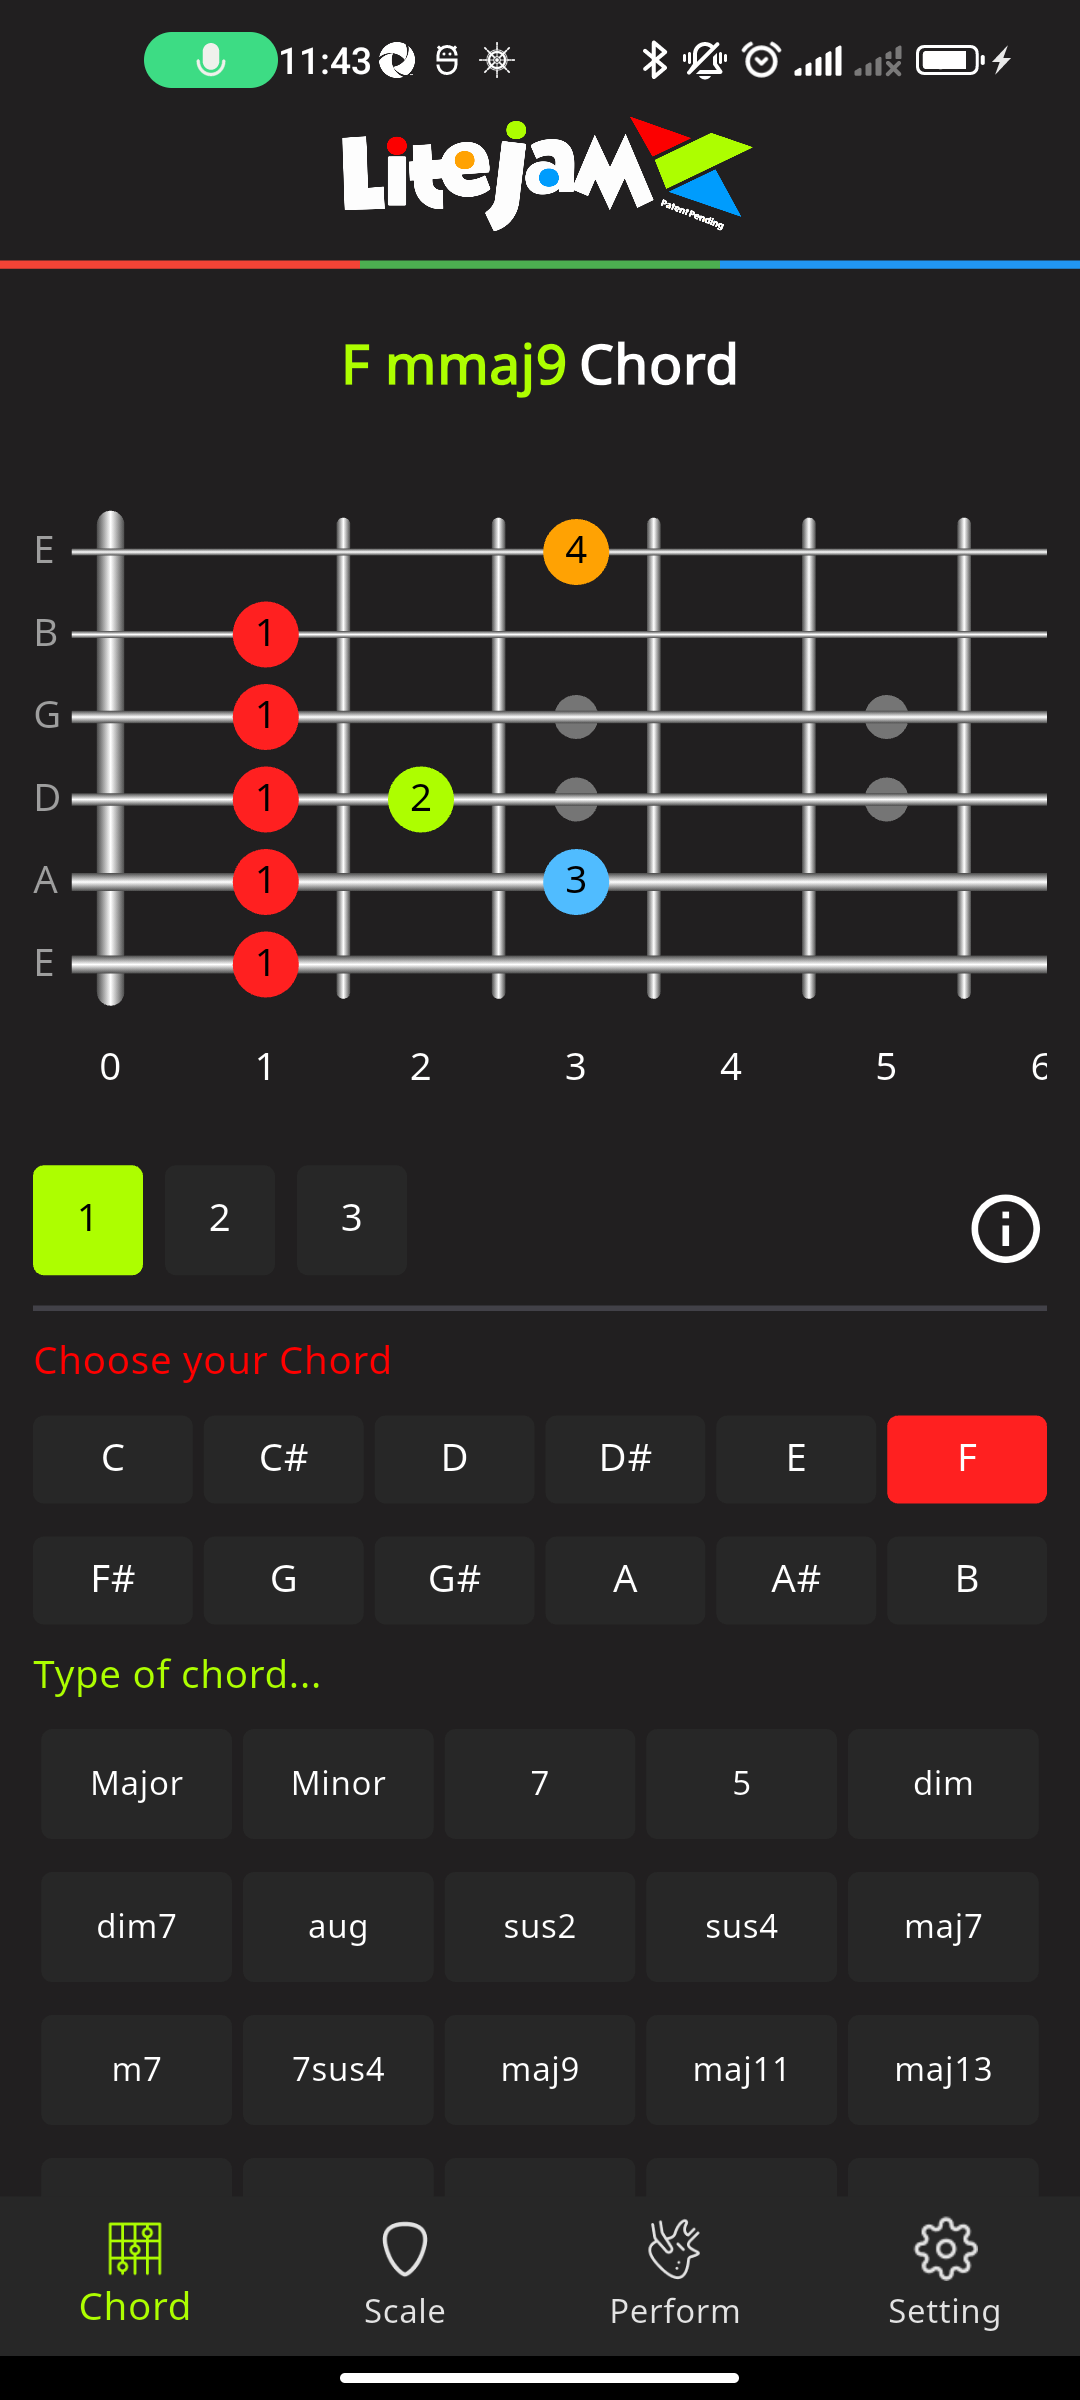 11:43
Litejam
Patent Pending
F mmaj9 Chord
E 4
B 1
G 1
D 1 2
A 1 3
E 1
0 1 2 3 4 5 6
1 2 3
Choose your Chord
C C# D D# E F
F# G G# A A# B
Type of chord...
Major Minor 7 5 dim
dim7 aug sus2 sus4 maj7
m7 7sus4 maj9 maj11 maj13
Chord Scale Perform Setting